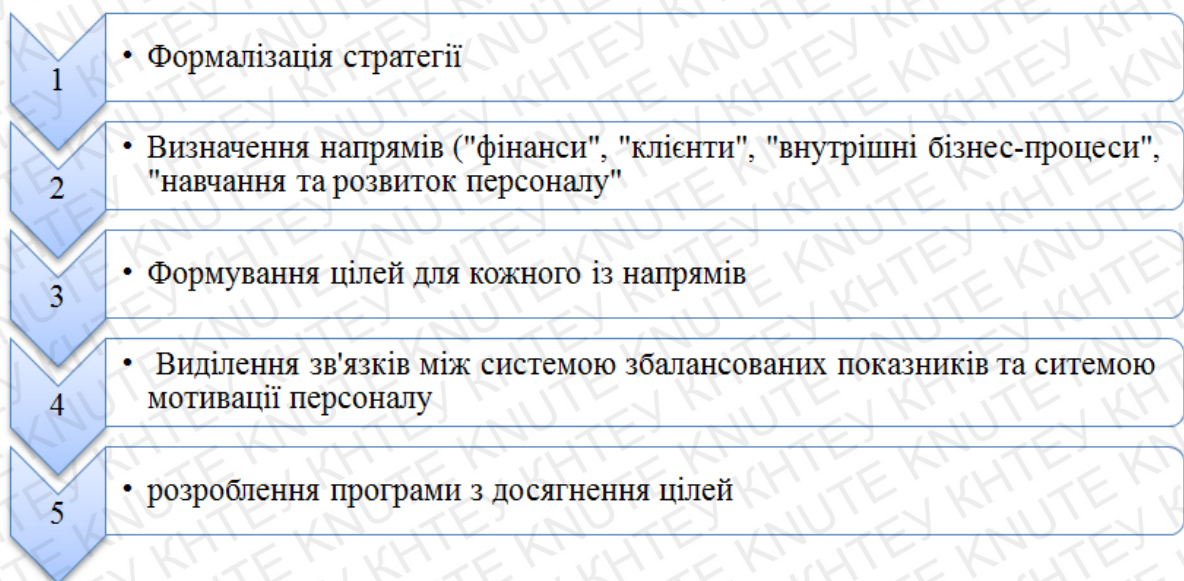 1
• Формалізація стратегії
2
• Визначення напрямів ("фінанси", "клієнти", "внутрішні бізнес-процеси",
"навчання та розвиток персоналу"
3
• Формування цілей для кожного із напрямів
4
• Виділення зв'язків між системою збалансованих показників та ситемою
мотивації персоналу
5
• розроблення програми з досягнення цілей